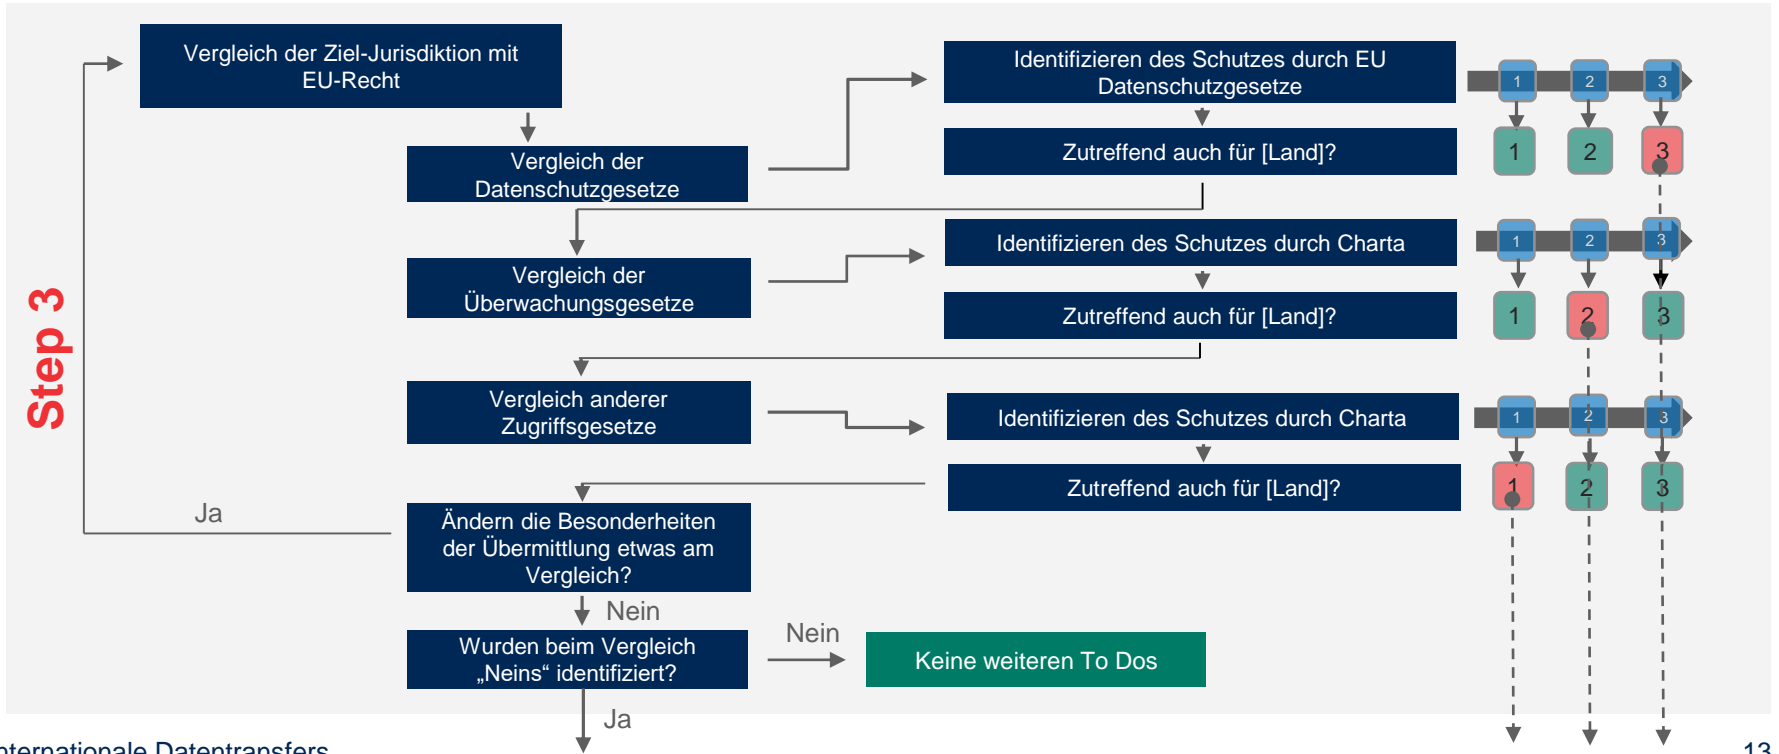 Step 3
Vergleich der Ziel-Jurisdiktion mit
EU-Recht
Identifizieren des Schutzes durch EU
Datenschutzgesetze
1 2 3
Vergleich der
Datenschutzgesetze
Zutreffend auch für [Land]?
1 2 3
Vergleich der
Überwachungsgesetze
Identifizieren des Schutzes durch Charta
1 2 3
Zutreffend auch für [Land]?
1 2 3
Vergleich anderer
Zugriffsgesetze
Identifizieren des Schutzes durch Charta
1 2 3
Zutreffend auch für [Land]?
1 2 3
Ja
Ändern die Besonderheiten
der Übermittlung etwas am
Vergleich?
Nein
Wurden beim Vergleich
„Neins“ identifiziert?
Nein
Keine weiteren To Dos
Ja
nternationale Datentransfers
13